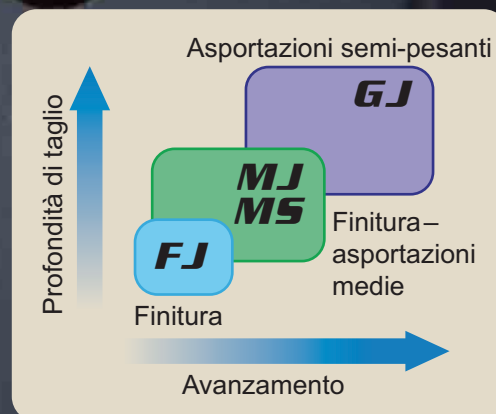 Asportazioni semi-pesanti
GJ
Profondità di taglio
MJ
MS
Finitura–
asportazioni
medie
FJ
Finitura
Avanzamento